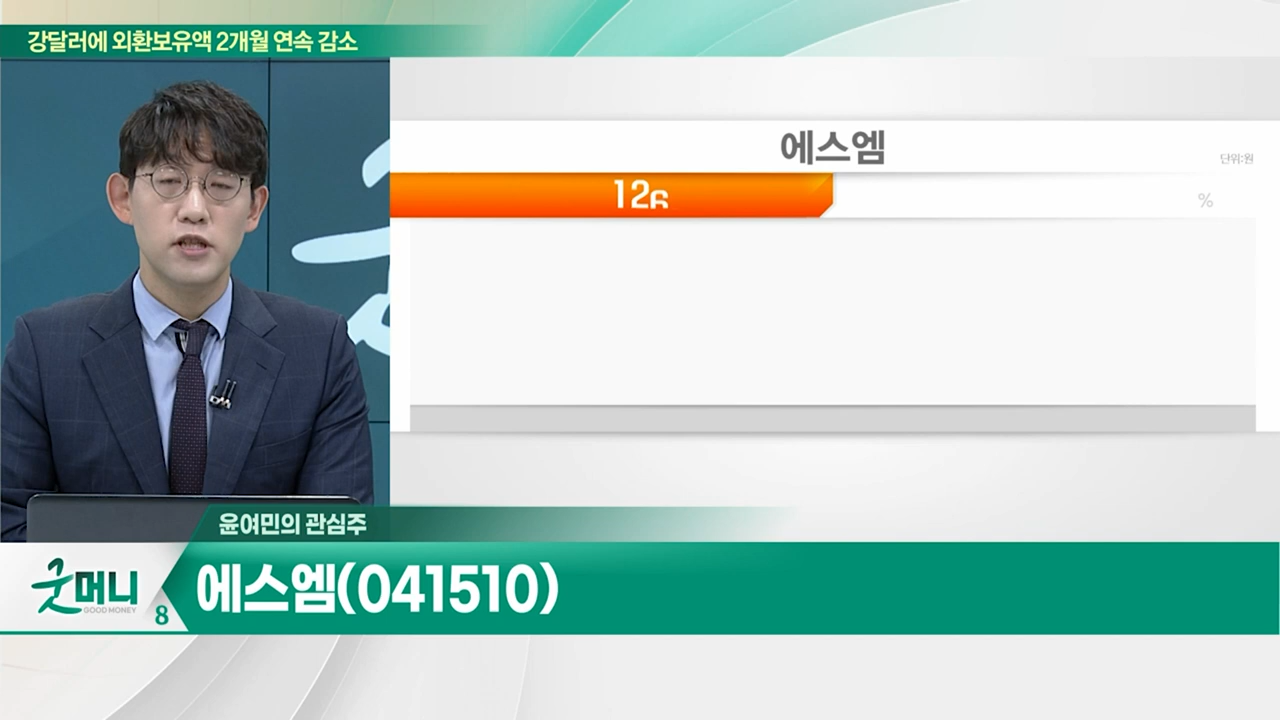 강달러에 외환보유액 2개월 연속 감소
에스엠
단위:원
126
%
윤여민의 관심주
굿머니
GOOD MONEY
8
에스엠(041510)